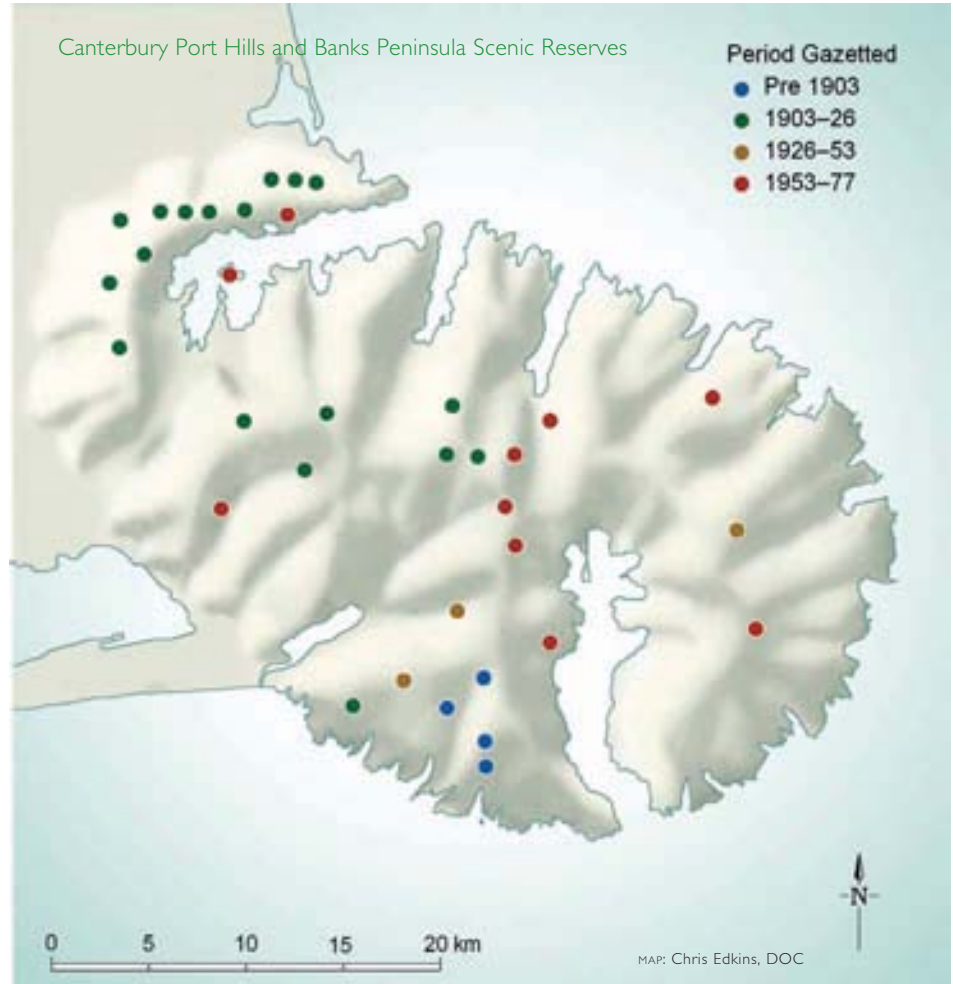 Canterbury Port Hills and Banks Peninsula Scenic Reserves
Period Gazetted
Pre 1903
1903–26
1926–53
1953–77
0 5 10 15 20 km
N
MAP: Chris Edkins, DOC